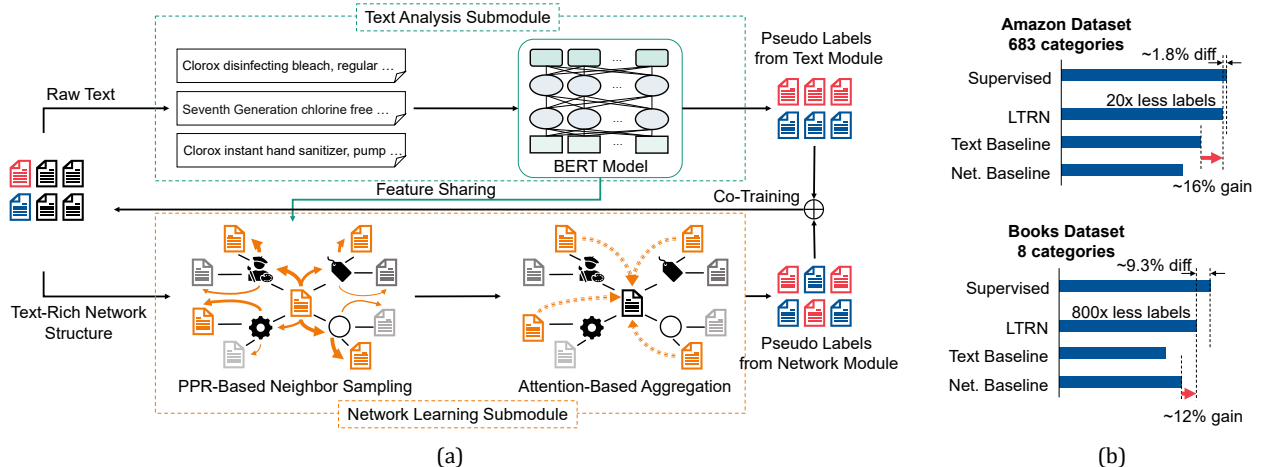 Text Analysis Submodule
Raw Text
Clorox disinfecting bleach, regular ...
Seventh Generation chlorine free ...
Clorox instant hand sanitizer, pump ...
...
...
...
BERT Model
Pseudo Labels
from Text Module
Feature Sharing
Co-Training
Text-Rich Network
Structure
PPR-Based Neighbor Sampling
Attention-Based Aggregation
Pseudo Labels
from Network Module
Network Learning Submodule
(a)
Amazon Dataset
683 categories
~1.8% diff
Supervised
20x less labels
LTRN
Text Baseline
Net. Baseline
~16% gain
Books Dataset
8 categories
~9.3% diff
Supervised
800x less labels
LTRN
Text Baseline
Net. Baseline
~12% gain
(b)